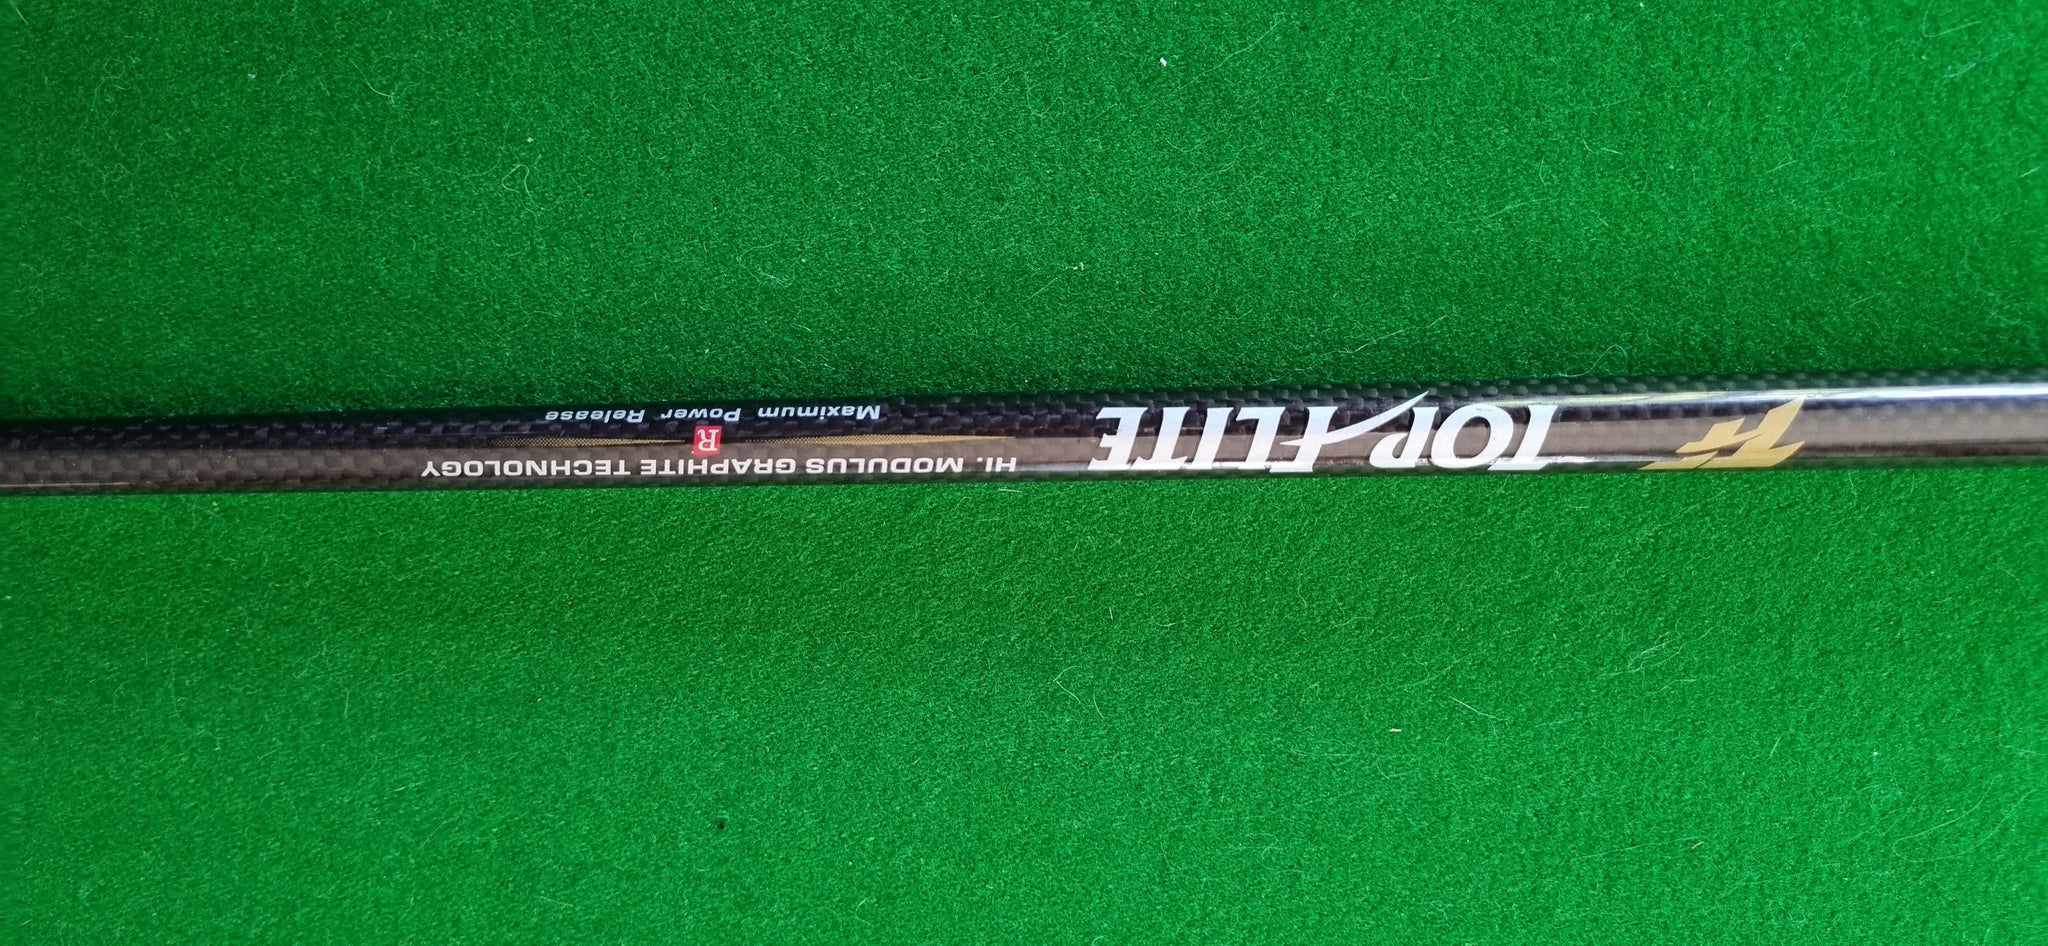 TOP FLITE
HI. MODULUS GRAPHITE TECHNOLOGY
R
Maximum Power Release